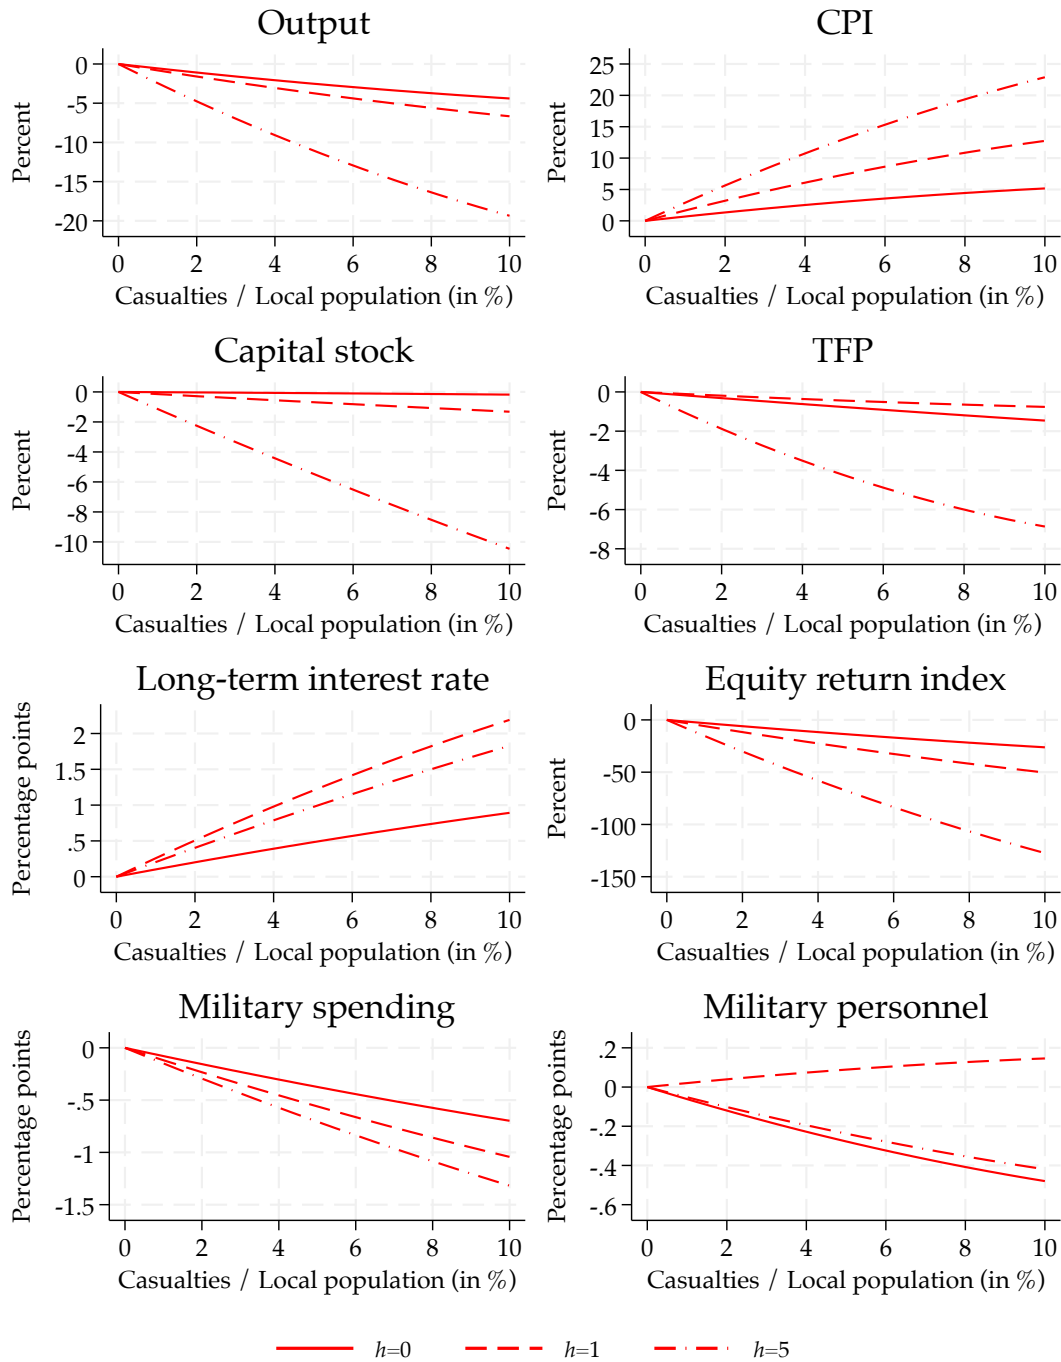 Output
Percent
0
-5
-10
-15
-20
0 2 4 6 8 10
Casualties / Local population (in %)
CPI
Percent
25
20
15
10
5
0
0 2 4 6 8 10
Casualties / Local population (in %)
Capital stock
Percent
0
-2
-4
-6
-8
-10
0 2 4 6 8 10
Casualties / Local population (in %)
TFP
Percent
0
-2
-4
-6
-8
0 2 4 6 8 10
Casualties / Local population (in %)
Long-term interest rate
Percentage points
2
1.5
1
.5
0
0 2 4 6 8 10
Casualties / Local population (in %)
Equity return index
Percent
0
-50
-100
-150
0 2 4 6 8 10
Casualties / Local population (in %)
Military spending
Percentage points
0
-.5
-1
-1.5
0 2 4 6 8 10
Casualties / Local population (in %)
Military personnel
Percentage points
.2
0
-.2
-.4
-.6
0 2 4 6 8 10
Casualties / Local population (in %)
h=0 h=1 h=5